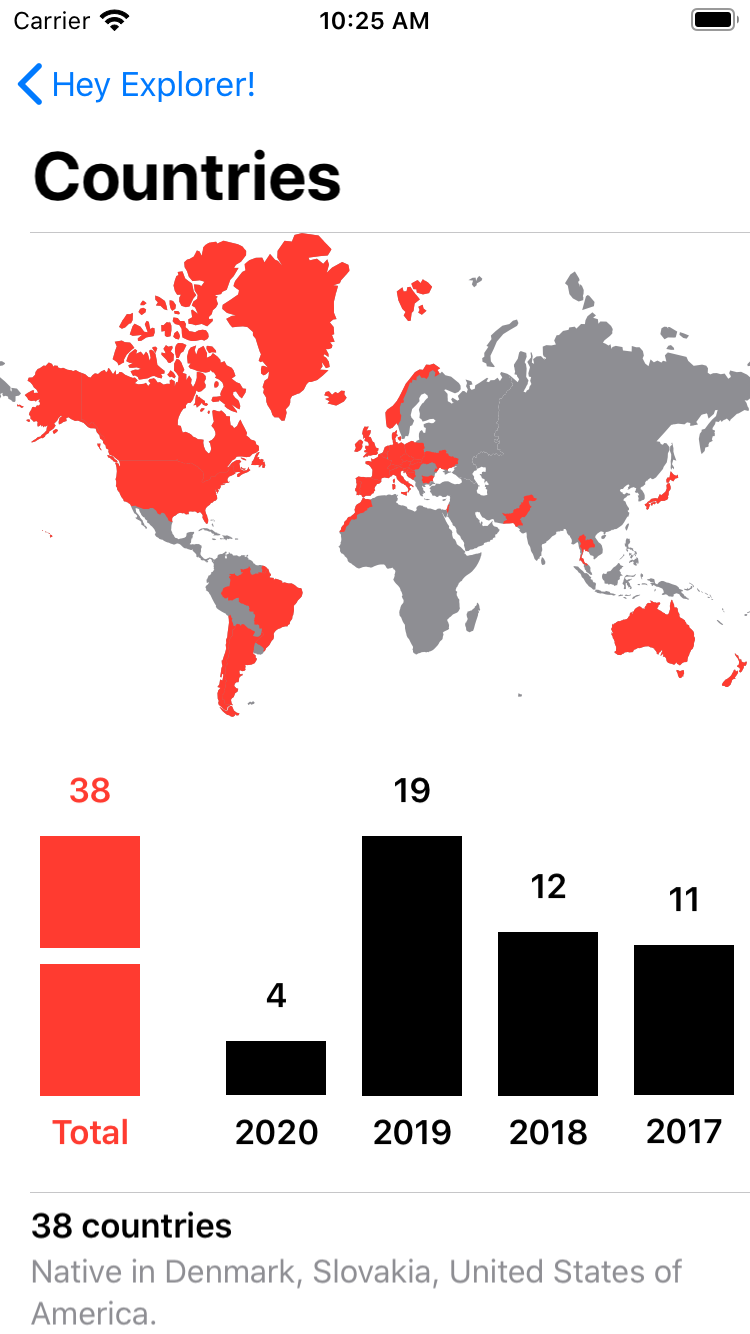 Carrier 10:25 AM
Hey Explorer!
Countries
38
19
12
11
4
Total 2020 2019 2018 2017
38 countries
Native in Denmark, Slovakia, United States of
America.